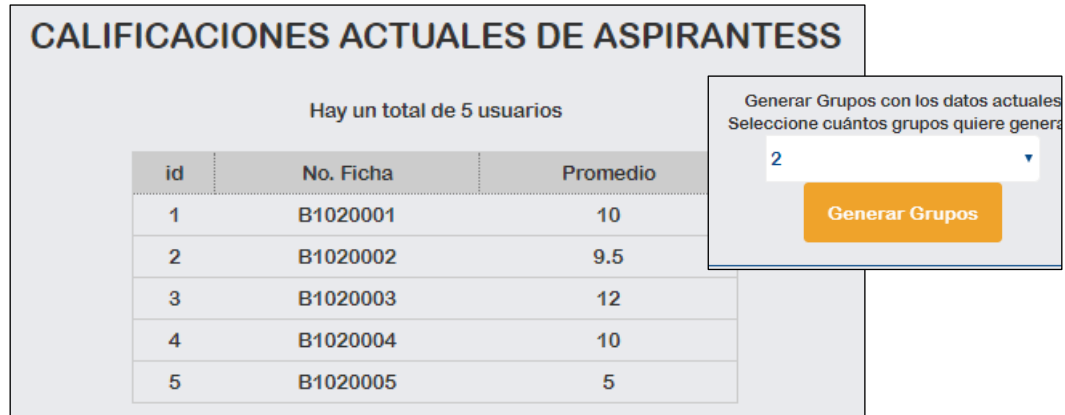 CALIFICACIONES ACTUALES DE ASPIRANTESS
Hay un total de 5 usuarios
id No. Ficha Promedio
1 B1020001 10
2 B1020002 9.5
3 B1020003 12
4 B1020004 10
5 B1020005 5
Generar Grupos con los datos actuales
Seleccione cuántos grupos quiere genera
2
Generar Grupos